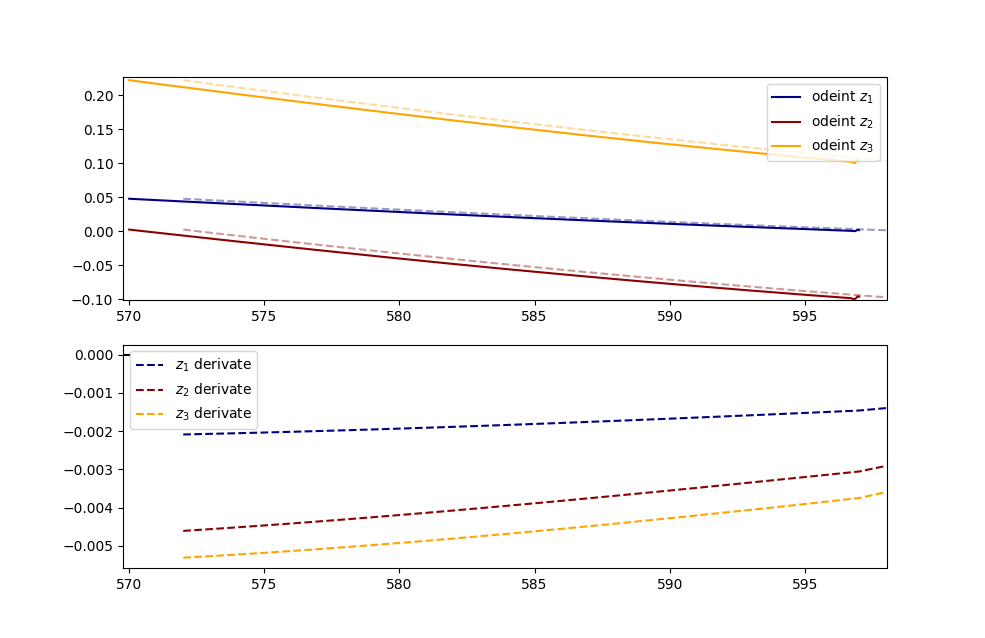 0.20
0.15
0.10
0.05
0.00
−0.05
−0.10
odeint z₁
odeint z₂
odeint z₃
570 575 580 585 590 595
0.000
−0.001
−0.002
−0.003
−0.004
−0.005
z₁ derivate
z₂ derivate
z₃ derivate
570 575 580 585 590 595